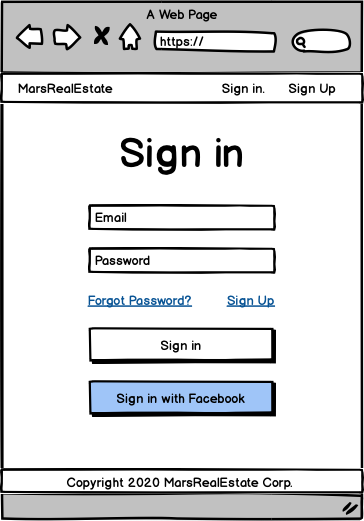 A Web Page
https://
MarsRealEstate Sign in. Sign Up
Sign in
Email
Password
Forgot Password? Sign Up
Sign in
Sign in with Facebook
Copyright 2020 MarsRealEstate Corp.